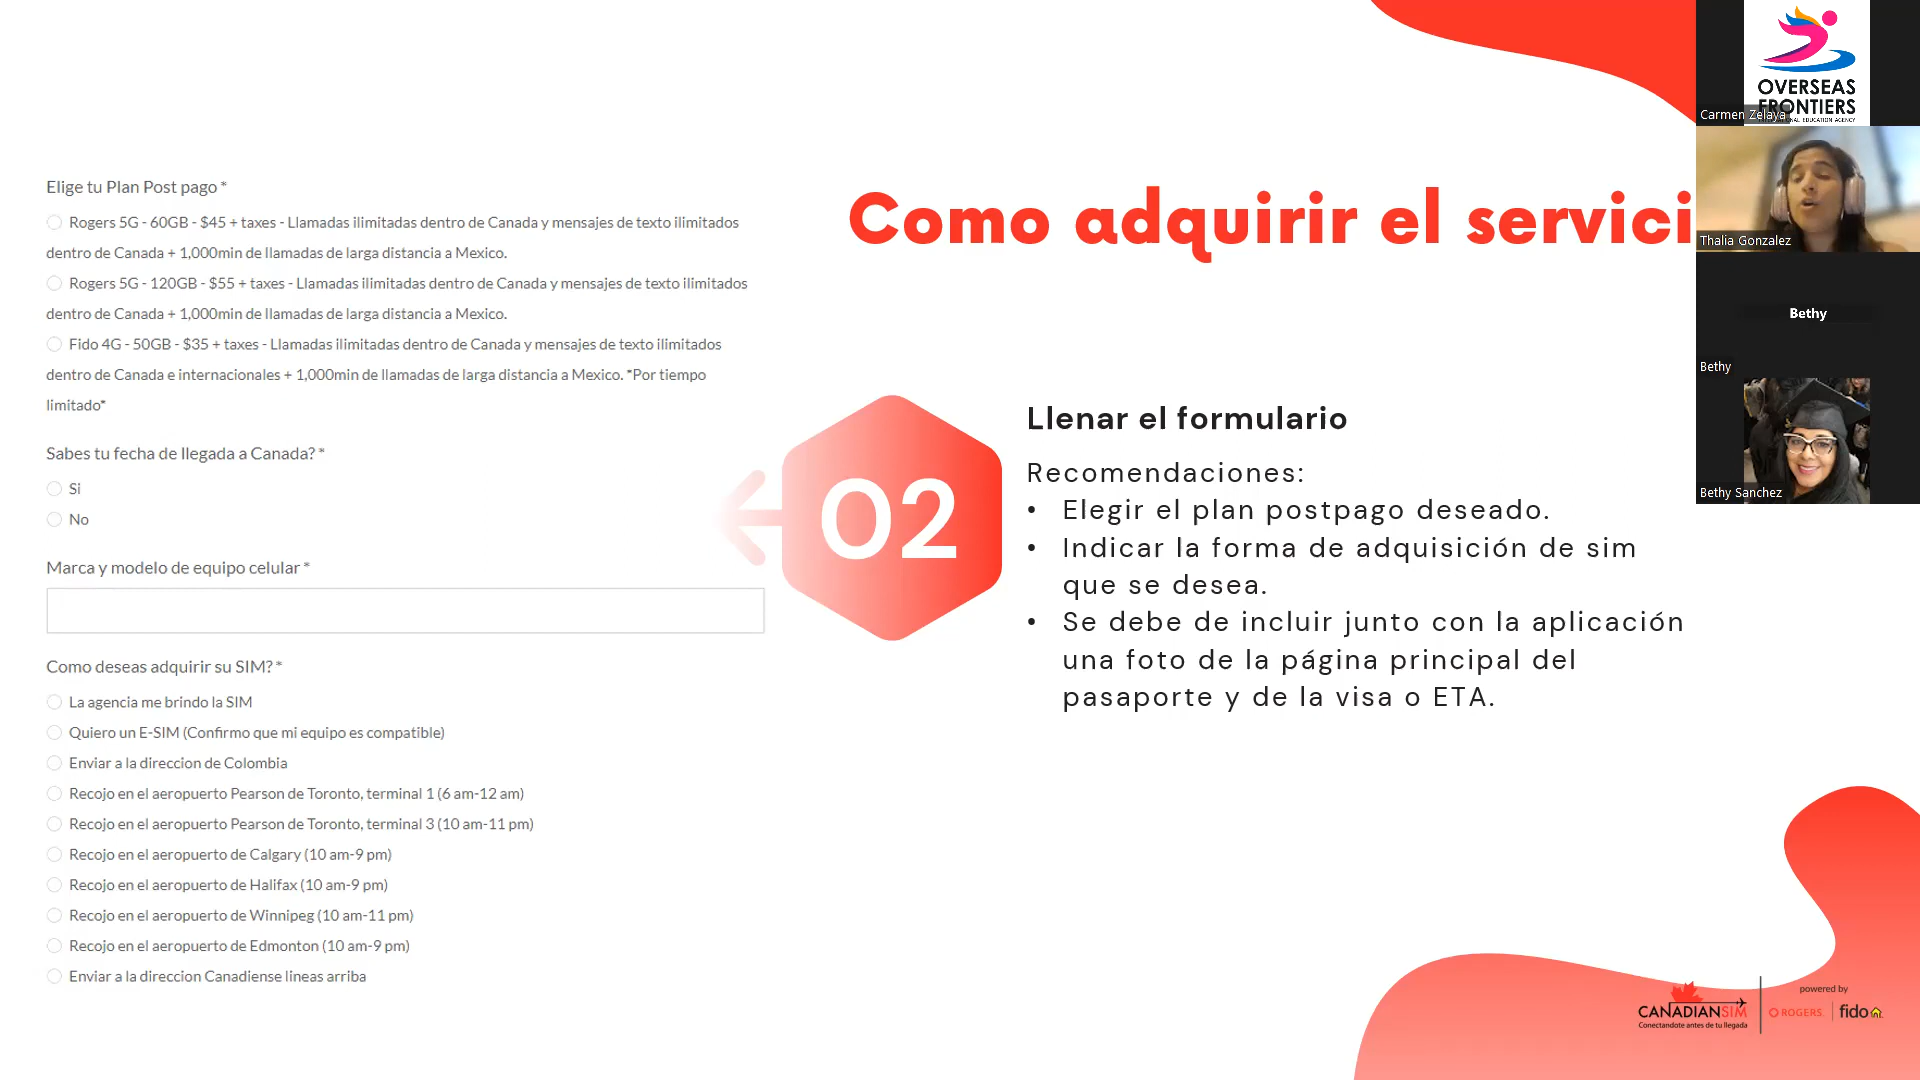 Elige tu Plan Post pago *
Rogers 5G - 60GB - $45 + taxes - Llamadas ilimitadas dentro de Canada y mensajes de texto ilimitados
dentro de Canada + 1,000min de llamadas de larga distancia a Mexico.
Rogers 5G - 120GB - $55 + taxes - Llamadas ilimitadas dentro de Canada y mensajes de texto ilimitados
dentro de Canada + 1,000min de llamadas de larga distancia a Mexico.
Fido 4G - 50GB - $35 + taxes - Llamadas ilimitadas dentro de Canada y mensajes de texto ilimitados
dentro de Canada e internacionales + 1,000min de llamadas de larga distancia a Mexico. *Por tiempo
limitado*
Sabes tu fecha de llegada a Canada? *
Si
No
Marca y modelo de equipo celular *
Como deseas adquirir su SIM? *
La agencia me brindo la SIM
Quiero un E-SIM (Confirmo que mi equipo es compatible)
Enviar a la direccion de Colombia
Recojo en el aeropuerto Pearson de Toronto, terminal 1 (6 am-12 am)
Recojo en el aeropuerto Pearson de Toronto, terminal 3 (10 am-11 pm)
Recojo en el aeropuerto de Calgary (10 am-9 pm)
Recojo en el aeropuerto de Halifax (10 am-9 pm)
Recojo en el aeropuerto de Winnipeg (10 am-11 pm)
Recojo en el aeropuerto de Edmonton (10 am-9 pm)
Enviar a la direccion Canadiense lineas arriba
Como adquirir el servici
02
Llenar el formulario
Recomendaciones:
• Elegir el plan postpago deseado.
• Indicar la forma de adquisición de sim
que se desea.
• Se debe de incluir junto con la aplicación
una foto de la página principal del
pasaporte y de la visa o ETA.
OVERSEAS
FRONTIERS
EDUCATION AGENCY
Carmen Zelaya
Thalia Gonzalez
Bethy
Bethy
Bethy Sanchez
CANADIANSIM
Conectandote antes de tu llegada
powered by
ROGERS
fido